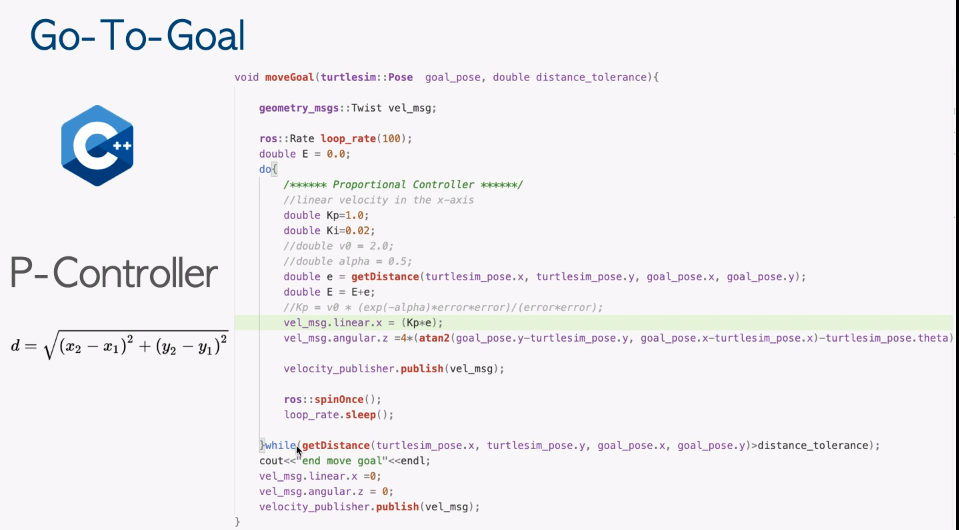 Go-To-Goal
void moveGoal(turtlesim::Pose  goal_pose, double distance_tolerance){
geometry_msgs::Twist vel_msg;
ros::Rate loop_rate(100);
double E = 0.0;
do{
/****** Proportional Controller ******/
//linear velocity in the x-axis
double Kp=1.0;
double Ki=0.02;
//double v0 = 2.0;
//double alpha = 0.5;
double e = getDistance(turtlesim_pose.x, turtlesim_pose.y, goal_pose.x, goal_pose.y);
double E = E+e;
//Kp = v0 * (exp(-alpha)*error*error)/(error*error);
vel_msg.linear.x = (Kp*e);
vel_msg.angular.z =4*(atan2(goal_pose.y-turtlesim_pose.y, goal_pose.x-turtlesim_pose.x)-turtlesim_pose.theta)
velocity_publisher.publish(vel_msg);
ros::spinOnce();
loop_rate.sleep();
}while(getDistance(turtlesim_pose.x, turtlesim_pose.y, goal_pose.x, goal_pose.y)>distance_tolerance);
cout<<"end move goal"<<endl;
vel_msg.linear.x =0;
vel_msg.angular.z = 0;
velocity_publisher.publish(vel_msg);
}
C++
P-Controller
d = √(x₂ − x₁)² + (y₂ − y₁)²